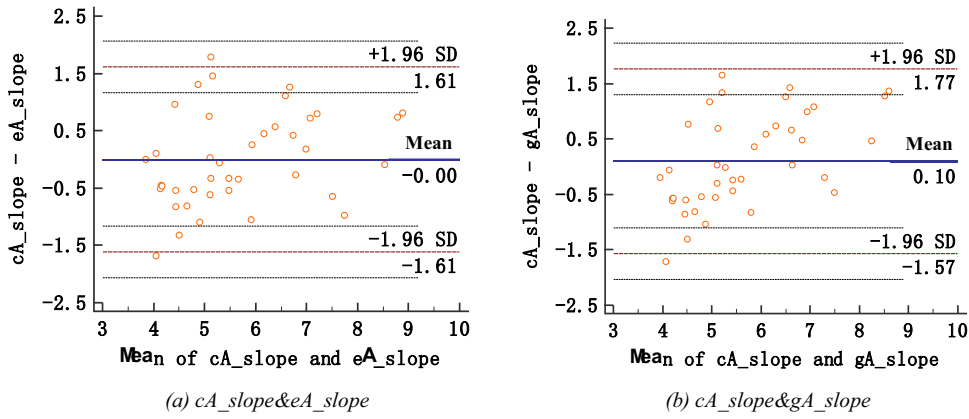 cA_slope - eA_slope
2.5
1.5
0.5
-0.5
-1.5
-2.5
+1.96 SD
1.61
Mean
-0.00
-1.96 SD
-1.61
3 4 5 6 7 8 9 10
Mean of cA_slope and eA_slope
(a) cA_slope&eA_slope
cA_slope - gA_slope
2.5
1.5
0.5
-0.5
-1.5
-2.5
+1.96 SD
1.77
Mean
0.10
-1.96 SD
-1.57
3 4 5 6 7 8 9 10
Mean of cA_slope and gA_slope
(b) cA_slope&gA_slope